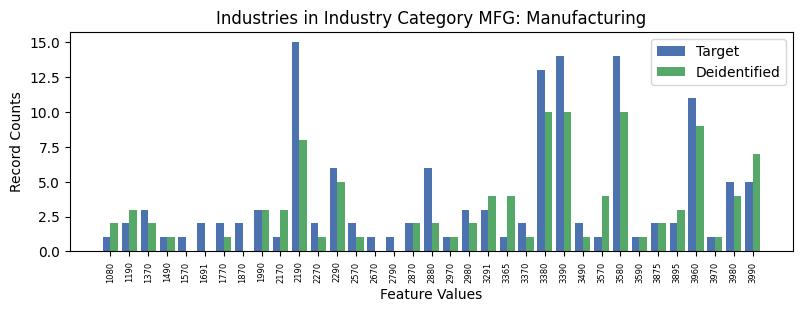 Industries in Industry Category MFG: Manufacturing
15.0
12.5
10.0
7.5
5.0
2.5
0.0
Record Counts
Target
Deidentified
1080 1190 1370 1490 1570 1691 1770 1870 1990 2170 2190 2270 2290 2570 2670 2790 2870 2880 2970 2980 3291 3365 3370 3380 3390 3490 3570 3580 3590 3875 3895 3960 3970 3980 3990
Feature Values